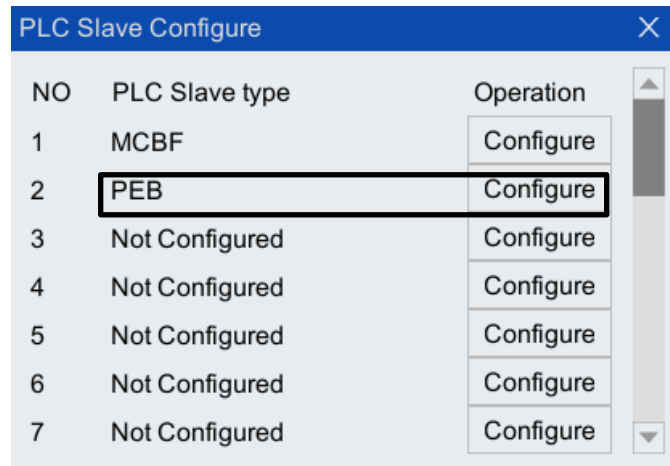 PLC Slave Configure X
NO PLC Slave type Operation
1 MCBF Configure
2 PEB Configure
3 Not Configured Configure
4 Not Configured Configure
5 Not Configured Configure
6 Not Configured Configure
7 Not Configured Configure